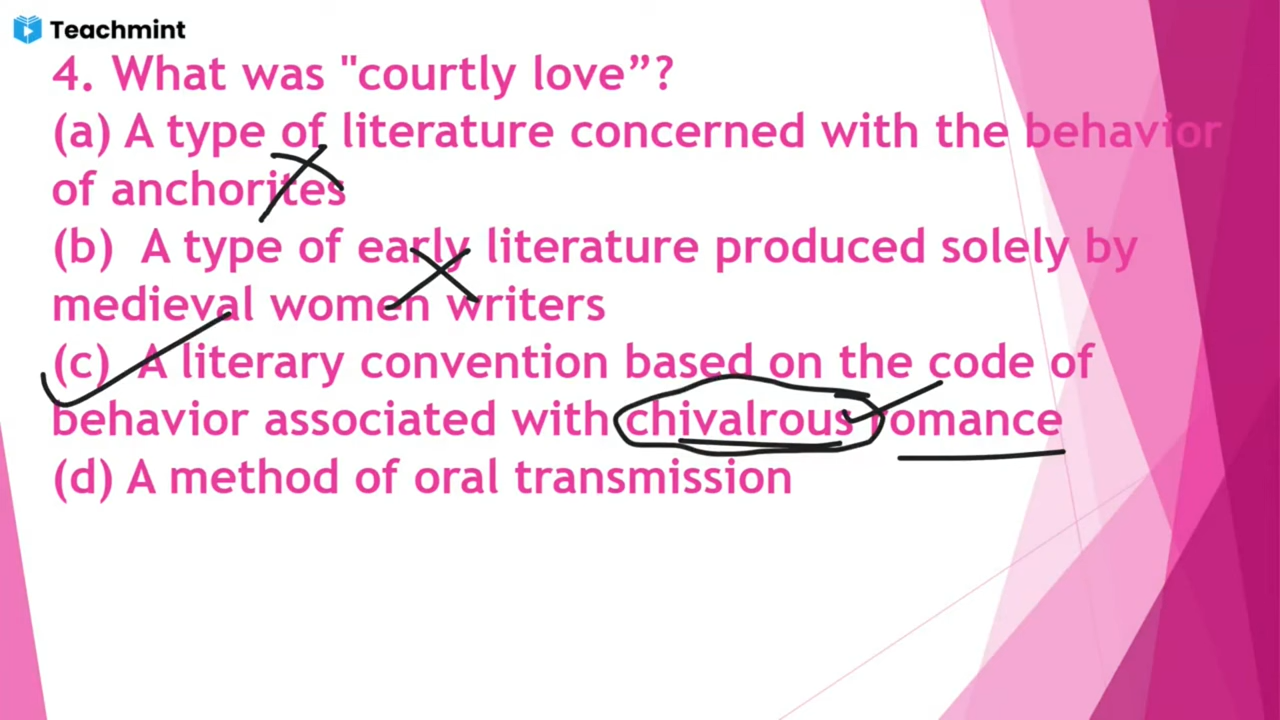 Teachmint
4. What was "courtly love”?
(a) A type of literature concerned with the behavior
of anchorites
(b) A type of early literature produced solely by
medieval women writers
(c) A literary convention based on the code of
behavior associated with chivalrous romance
(d) A method of oral transmission